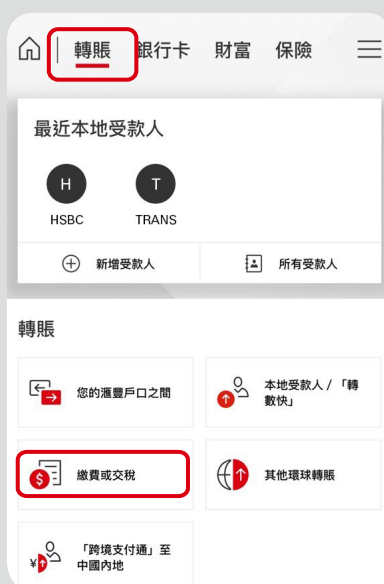 轉賬 銀行卡 財富 保險
最近本地受款人
H T
HSBC TRANS
新增受款人 所有受款人
轉賬
您的滙豐戶口之間
本地受款人 / 「轉
數快」
$ 繳費或交稅
其他環球轉賬
¥ 「跨境支付通」至
中國內地